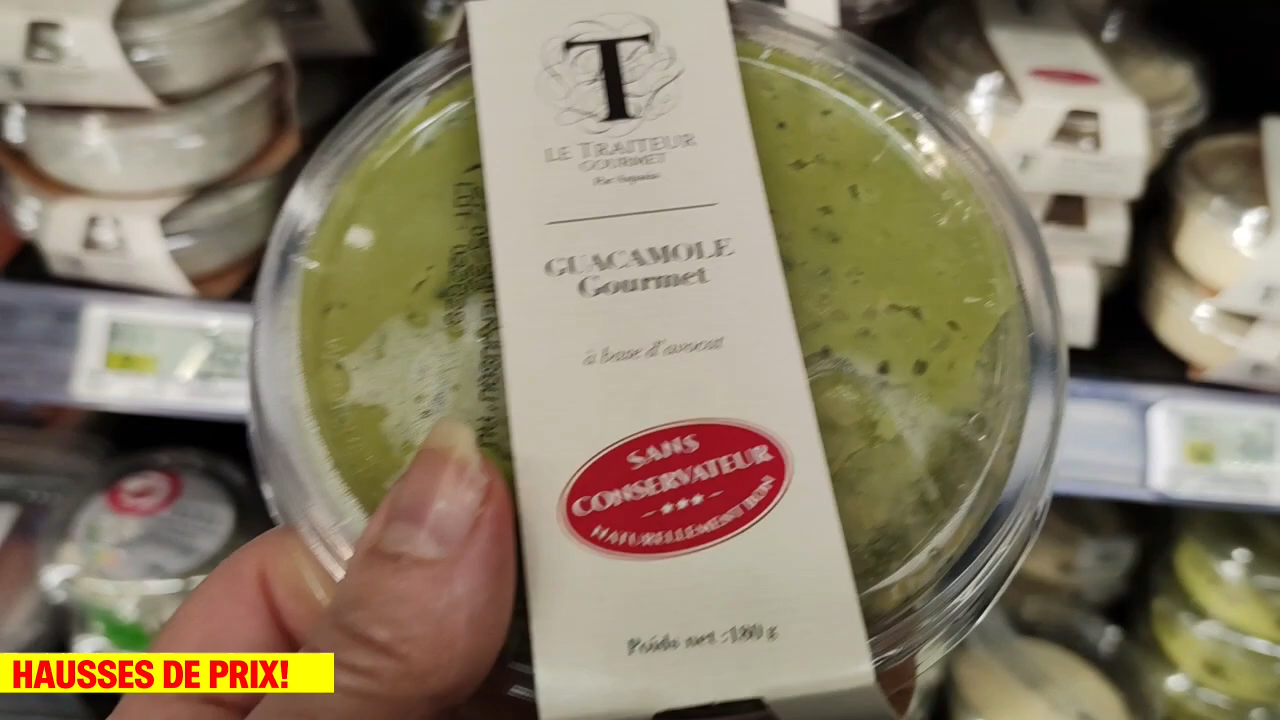 T
LE TRAITEUR
GOURMET
GUACAMOLE
Gourmet
à base d'avocat
SANS
CONSERVATEUR
NATURELLEMENT BON
Poids net :180 g
HAUSSES DE PRIX!